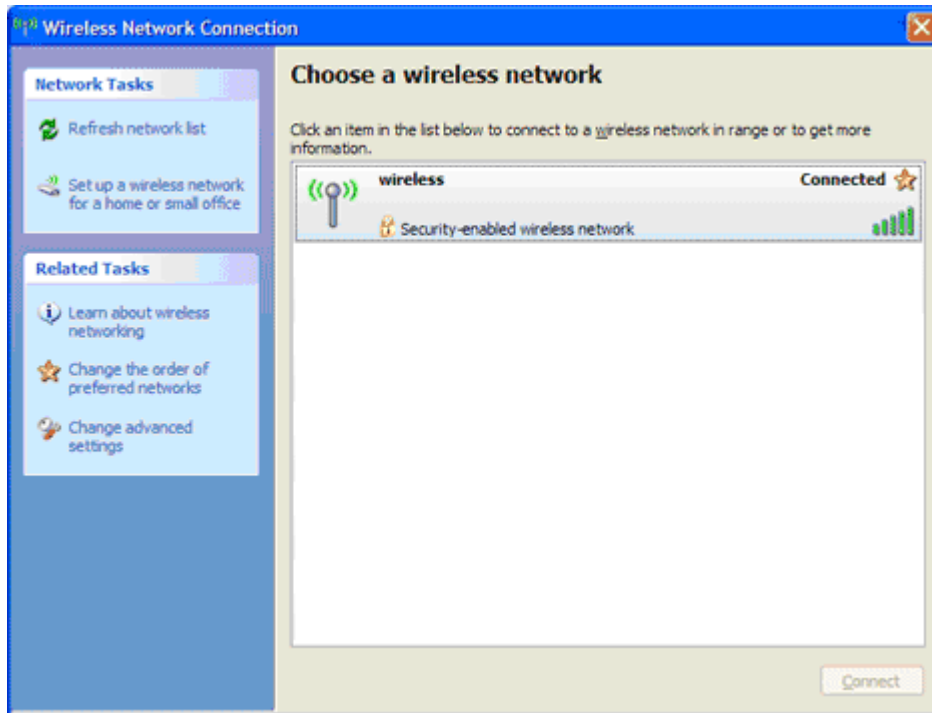 Wireless Network Connection
Network Tasks
Refresh network list
Set up a wireless network
for a home or small office
Related Tasks
Learn about wireless
networking
Change the order of
preferred networks
Change advanced
settings
Choose a wireless network
Click an item in the list below to connect to a wireless network in range or to get more
information.
wireless Connected
Security-enabled wireless network
Connect